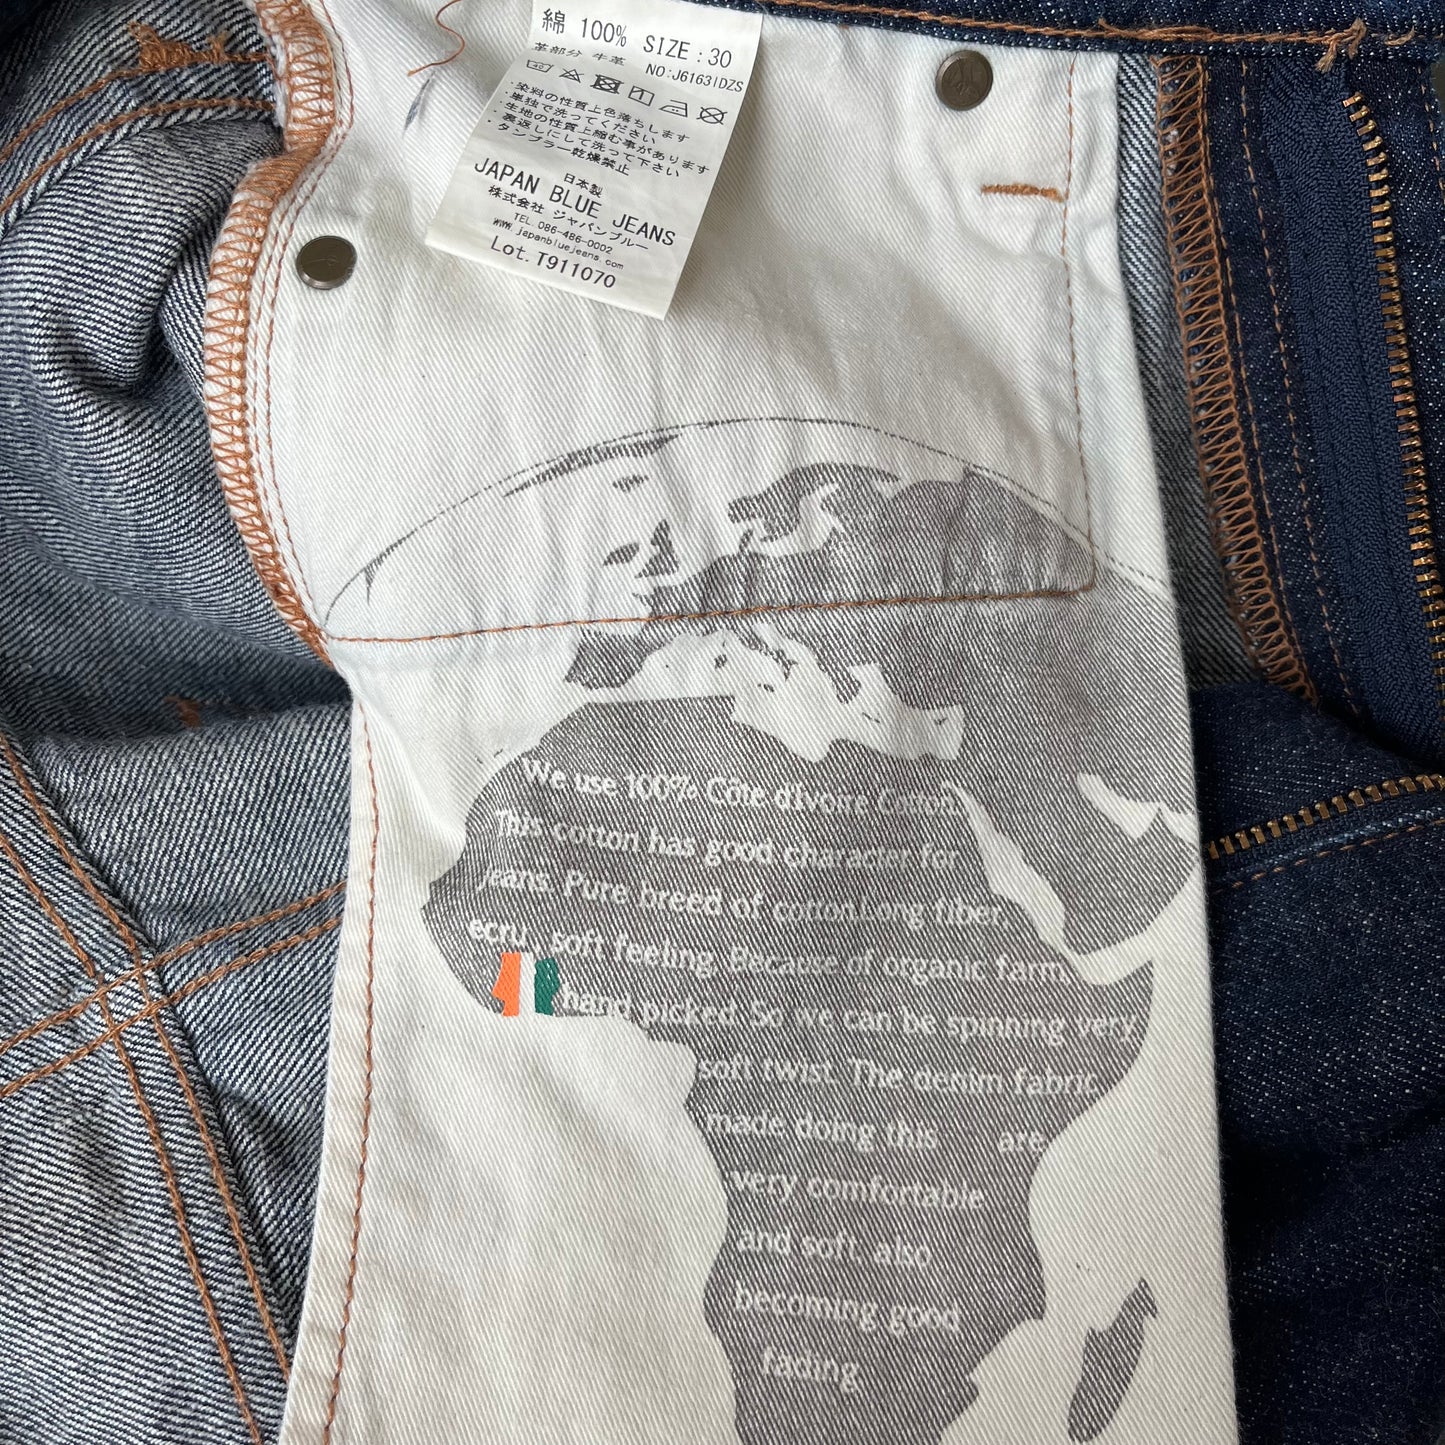 綿 100% SIZE : 30
革部分 牛革 NO:J61631DZS
40
・染料の性質上色落ちします
・単独で洗ってください
・生地の性質上縮む事があります
・裏返しにして洗って下さい
・タンブラー乾燥禁止
日本製
JAPAN BLUE JEANS
株式会社 ジャパンブルー
TEL.086-486-0002
www.japanbluejeans.com
Lot.T911070
We use 100% Côte d'Ivoire Cotton.
This cotton has good character for
jeans. Pure breed of cotton.Long fiber,
ecru, soft feeling. Because of organic farm
hand picked So we can be spinning very
soft twist. The denim fabric
made doing this are
very comfortable
and soft, also
becoming good
fading